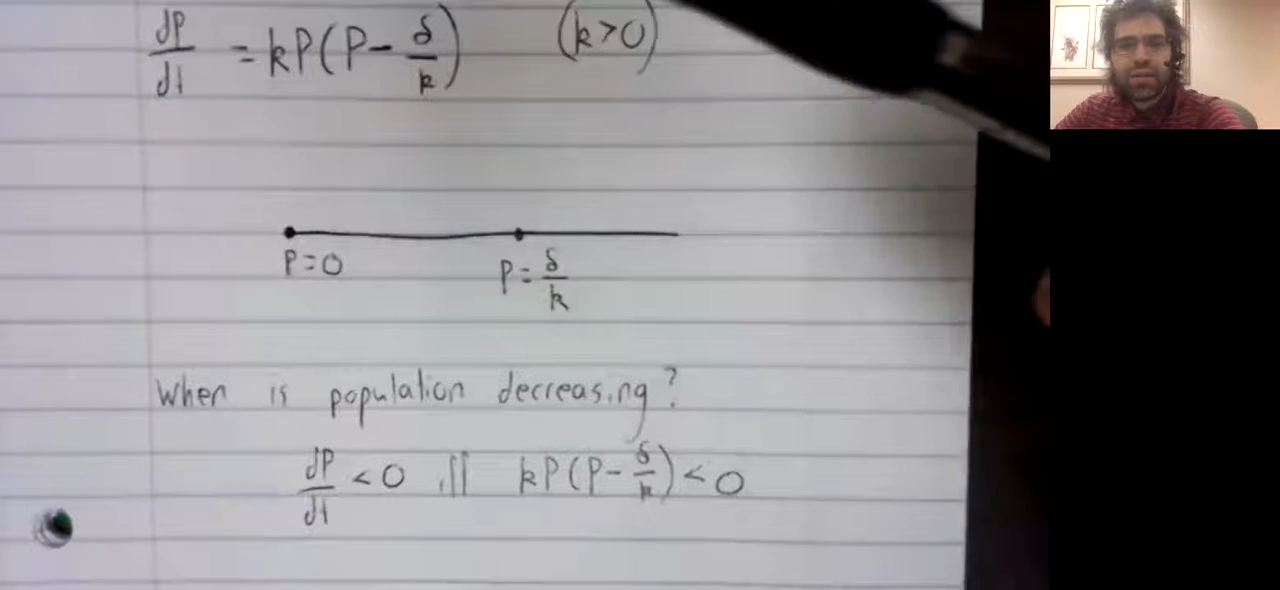 dP/dt = kP(P - δ/k) (k>0)
P=0 P = δ/k
When is population decreasing?
dP/dt < 0 iff kP(P - δ/k) < 0